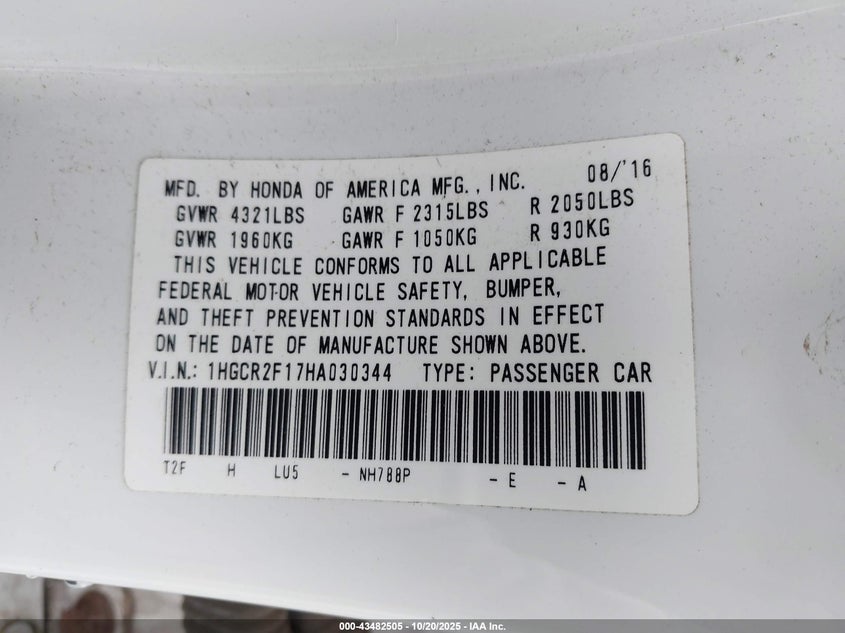 MFD. BY HONDA OF AMERICA MFG., INC. 08/'16
GVWR 4321LBS GAWR F 2315LBS R 2050LBS
GVWR 1960KG GAWR F 1050KG R 930KG
THIS VEHICLE CONFORMS TO ALL APPLICABLE
FEDERAL MOTOR VEHICLE SAFETY, BUMPER,
AND THEFT PREVENTION STANDARDS IN EFFECT
ON THE DATE OF MANUFACTURE SHOWN ABOVE.
V.I.N.: 1HGCR2F17HA030344 TYPE: PASSENGER CAR
T2F H LU5 - NH788P - E - A
000-43482505 - 10/20/2025 - IAA Inc.